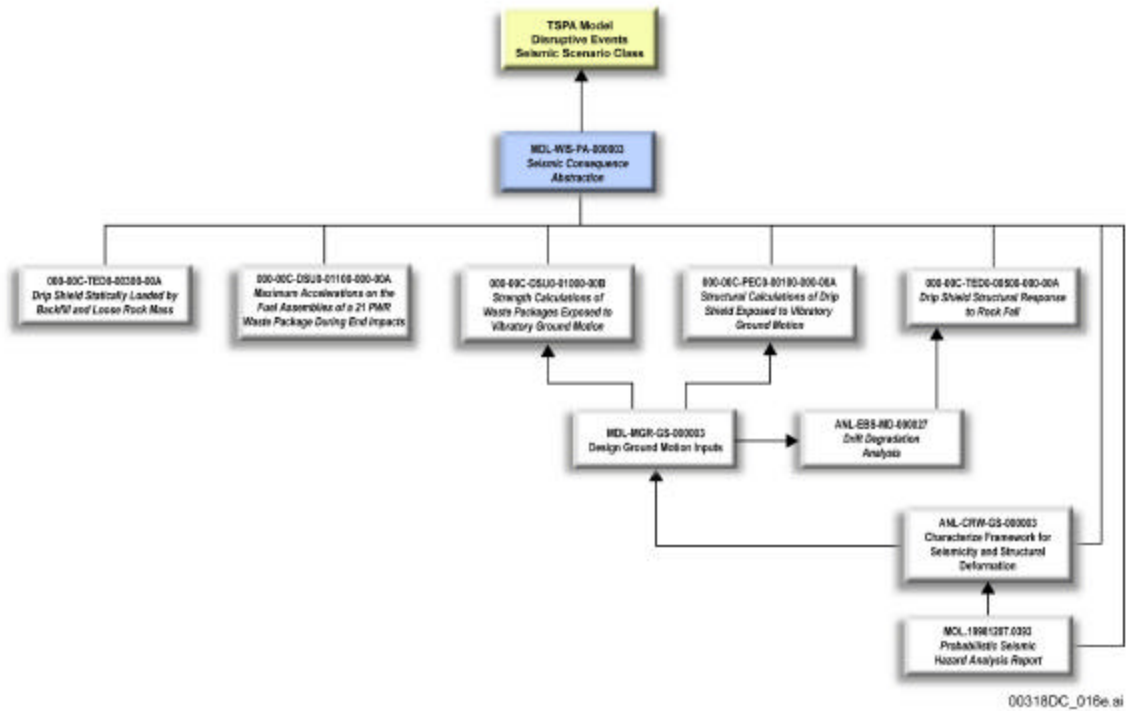 TSPA Model
Disruptive Events
Seismic Scenario Class
MDL-WIS-PA-000003
Seismic Consequence
Abstraction
000-00C-TED0-00300-00A
Drip Shield Statically Loaded by
Backfill and Loose Rock Mass
000-00C-DSU0-01100-000-00A
Maximum Accelerations on the
Fuel Assemblies of a 21 PWR
Waste Package During End Impacts
000-00C-DSU0-01000-00B
Strength Calculations of
Waste Packages Exposed to
Vibratory Ground Motion
000-00C-PEC0-00100-000-00A
Structural Calculations of Drip
Shield Exposed to Vibratory
Ground Motion
000-00C-TED0-00500-000-00A
Drip Shield Structural Response
to Rock Fall
MDL-MGR-GS-000003
Design Ground Motion Inputs
ANL-EBS-MD-000027
Drift Degradation
Analysis
ANL-CRW-GS-000003
Characterize Framework for
Seismicity and Structural
Deformation
MOL.19981207.0393
Probabilistic Seismic
Hazard Analysis Report
00318DC_016e.ai